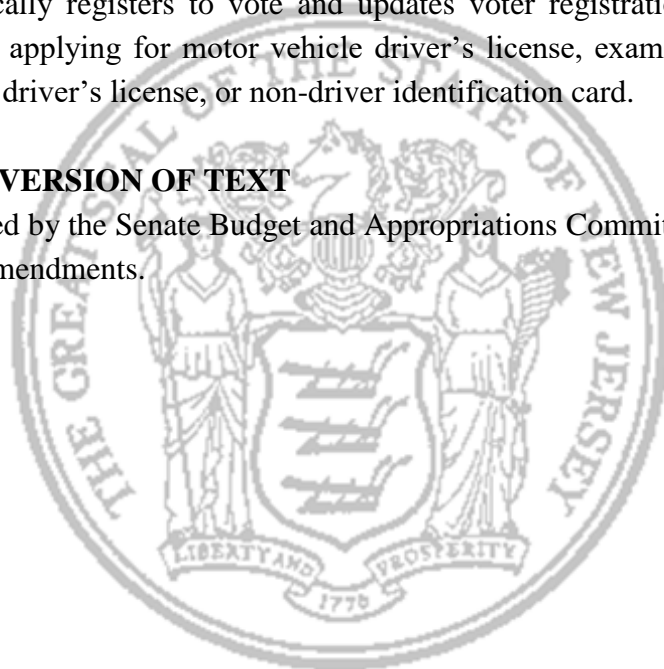 cally registers to vote and updates voter registratio
applying for motor vehicle driver’s license, exam
driver’s license, or non-driver identification card.
VERSION OF TEXT
ed by the Senate Budget and Appropriations Commit
mendments.
THE GREAT SEAL OF THE STATE OF NEW JERSEY
LIBERTY AND PROSPERITY
1776